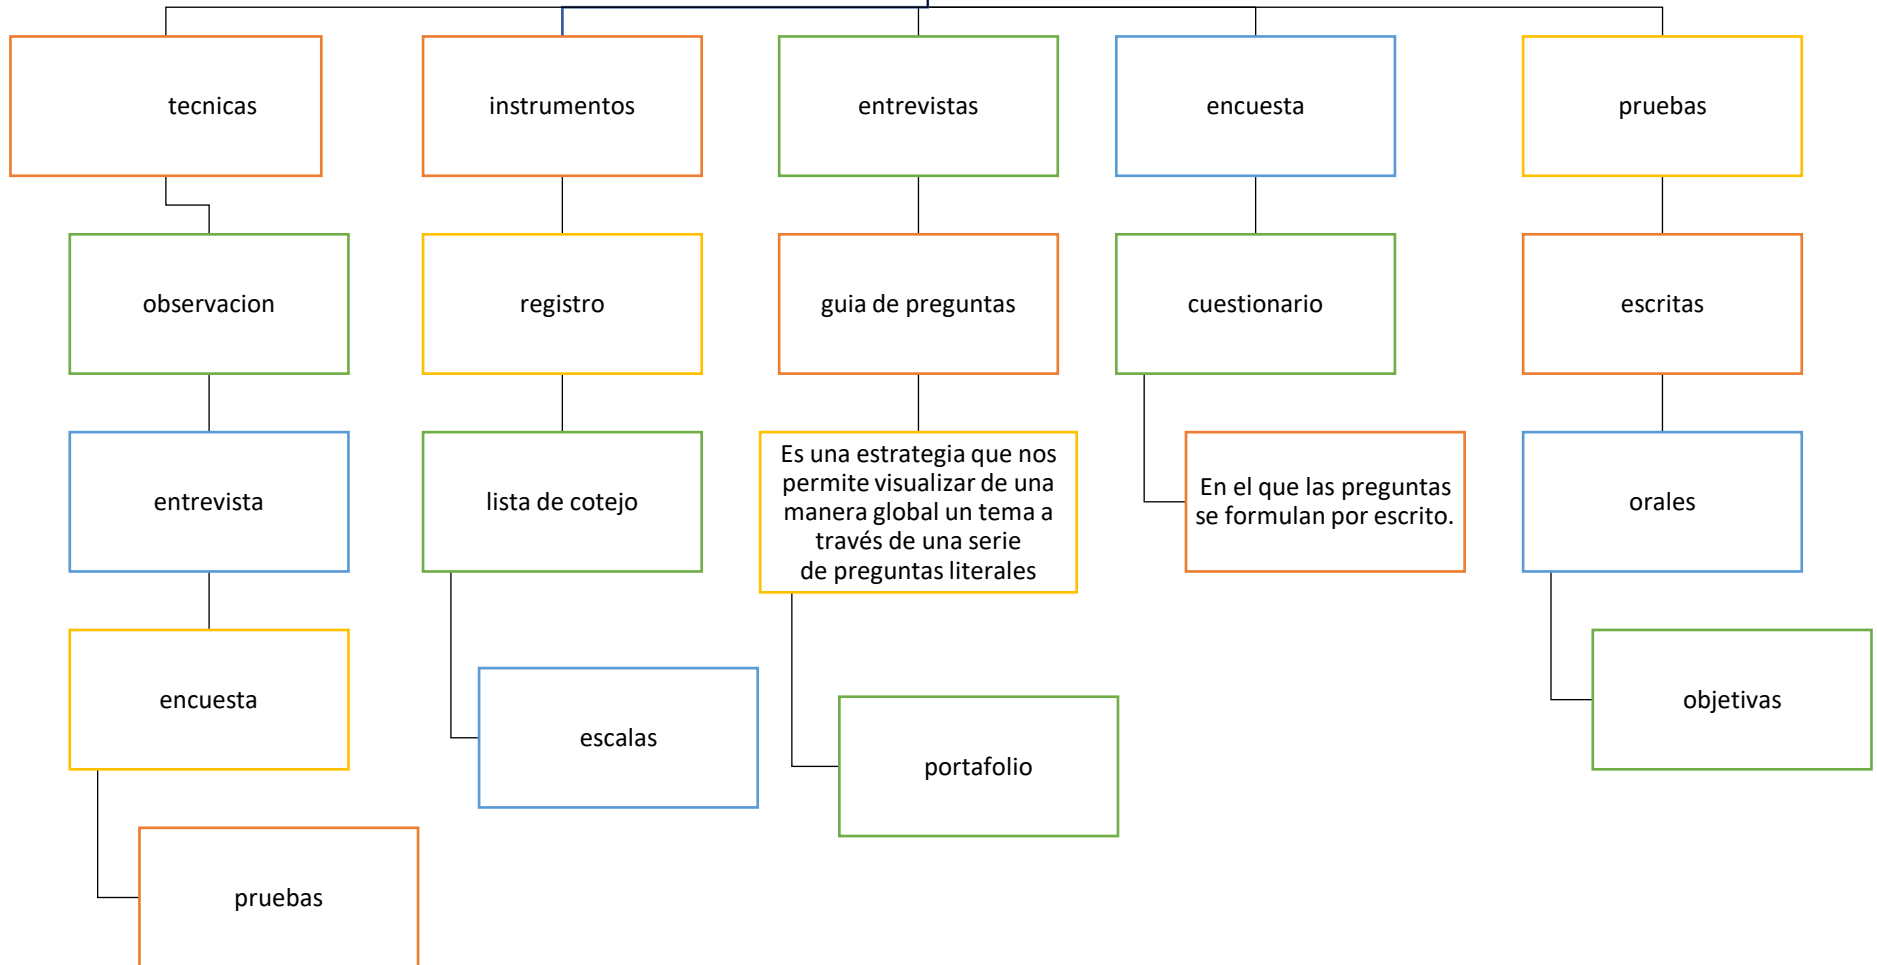 tecnicas
instrumentos
entrevistas
encuesta
pruebas
observacion
registro
guia de preguntas
cuestionario
escritas
entrevista
lista de cotejo
Es una estrategia que nos
permite visualizar de una
manera global un tema a
través de una serie
de preguntas literales
En el que las preguntas
se formulan por escrito.
orales
encuesta
escalas
portafolio
objetivas
pruebas